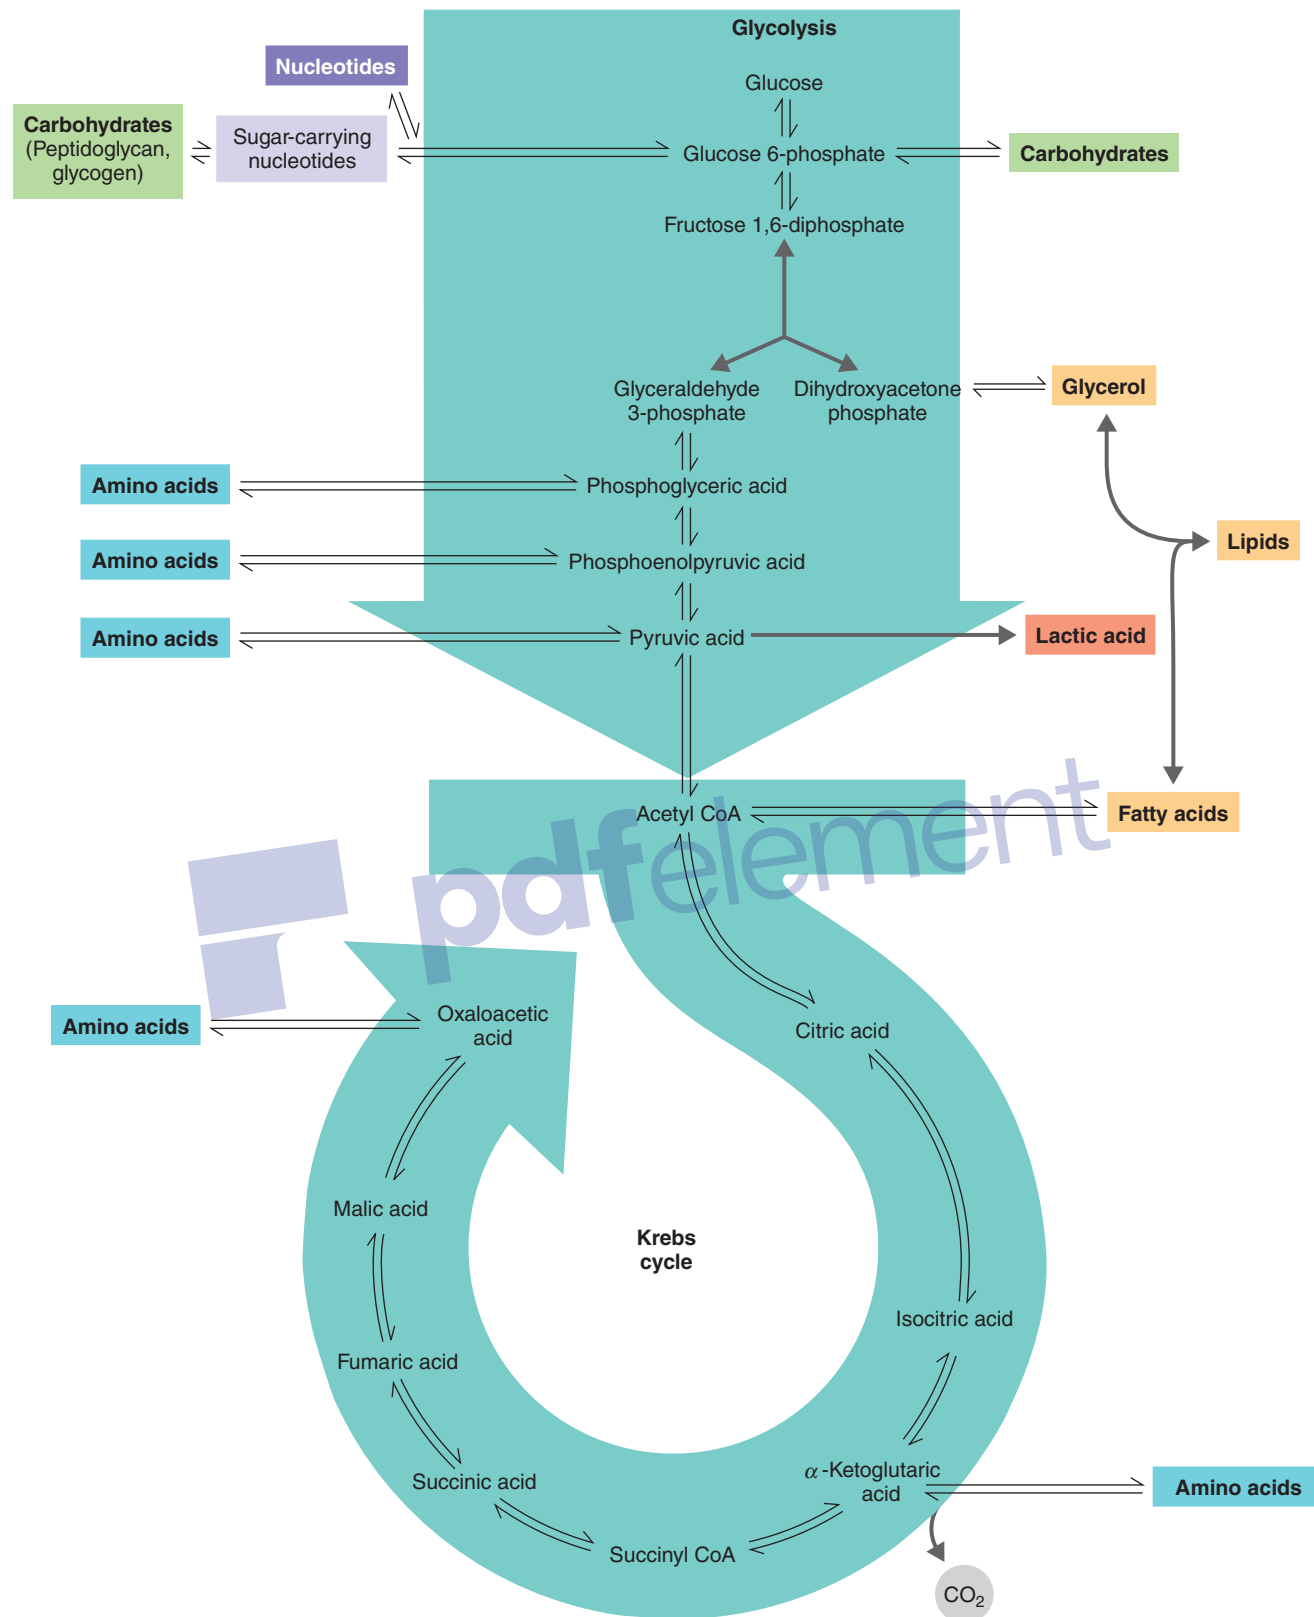 Glycolysis
Nucleotides
Glucose
Carbohydrates
(Peptidoglycan,
glycogen)
Sugar-carrying
nucleotides
Glucose 6-phosphate
Carbohydrates
Fructose 1,6-diphosphate
Glyceraldehyde
3-phosphate
Dihydroxyacetone
phosphate
Glycerol
Amino acids
Phosphoglyceric acid
Lipids
Amino acids
Phosphoenolpyruvic acid
Amino acids
Pyruvic acid
Lactic acid
Acetyl CoA
Fatty acids
pdfelement
Amino acids
Oxaloacetic
acid
Citric acid
Malic acid
Krebs
cycle
Isocitric acid
Fumaric acid
Succinic acid
α-Ketoglutaric
acid
Amino acids
Succinyl CoA
CO₂